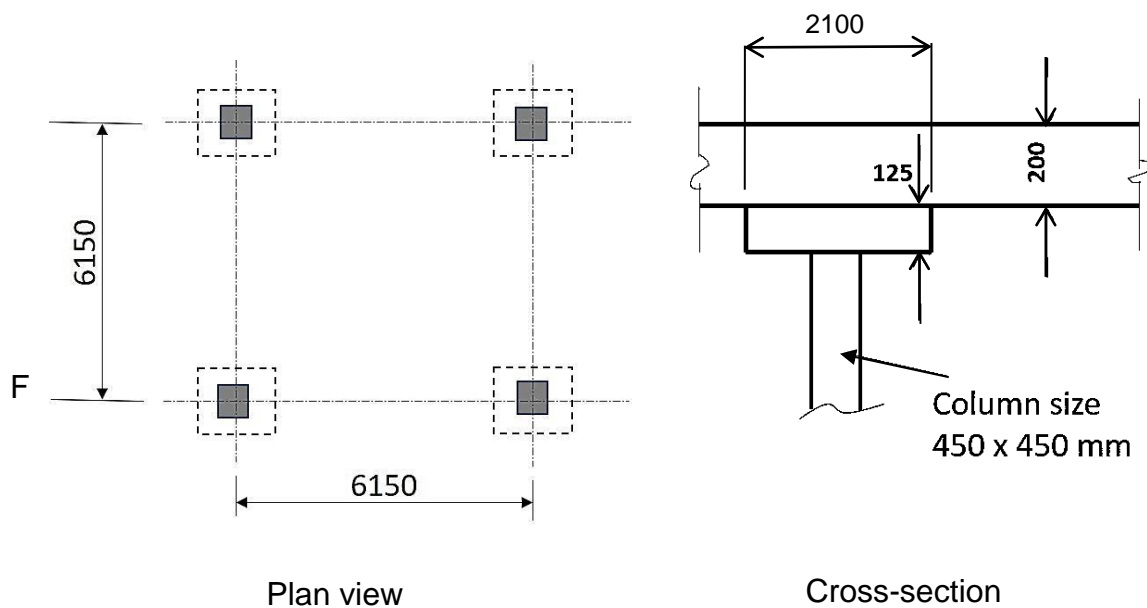 6150
F
6150
Plan view
2100
125
200
Column size
450 x 450 mm
Cross-section